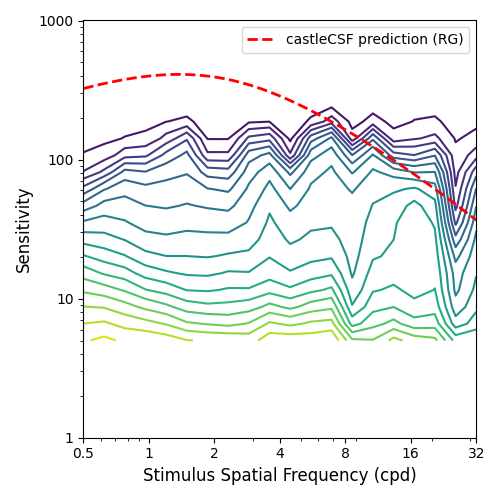 1000
castleCSF prediction (RG)
100
Sensitivity
10
1
0.5 1 2 4 8 16 32
Stimulus Spatial Frequency (cpd)